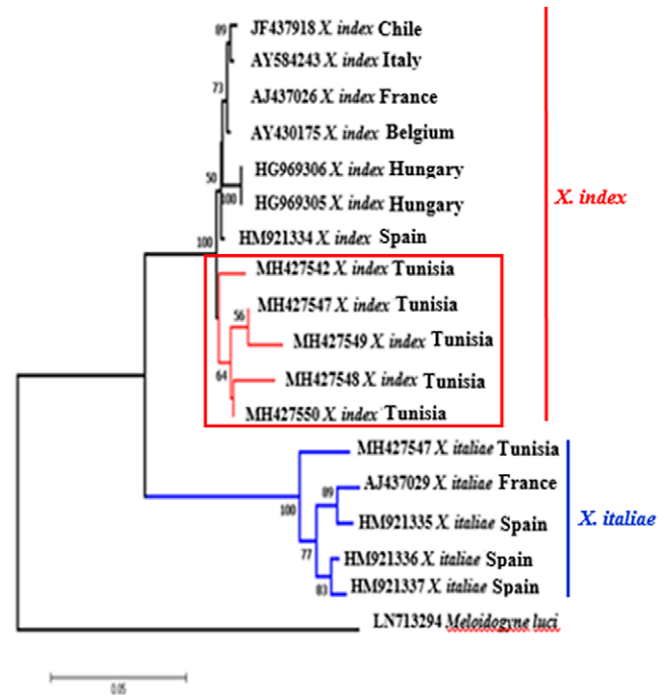 89
JF437918 X. index Chile
AY584243 X. index Italy
73
AJ437026 X. index France
AY430175 X. index Belgium
HG969306 X. index Hungary
50
100
HG969305 X. index Hungary
X. index
HM921334 X. index Spain
100
MH427542 X. index Tunisia
MH427547 X. index Tunisia
56
MH427549 X. index Tunisia
64
MH427548 X. index Tunisia
MH427550 X. index Tunisia
MH427547 X. italiae Tunisia
AJ437029 X. italiae France
89
100
HM921335 X. italiae Spain
X. italiae
77
HM921336 X. italiae Spain
83
HM921337 X. italiae Spain
LN713294 Meloidogyne luci
0.05